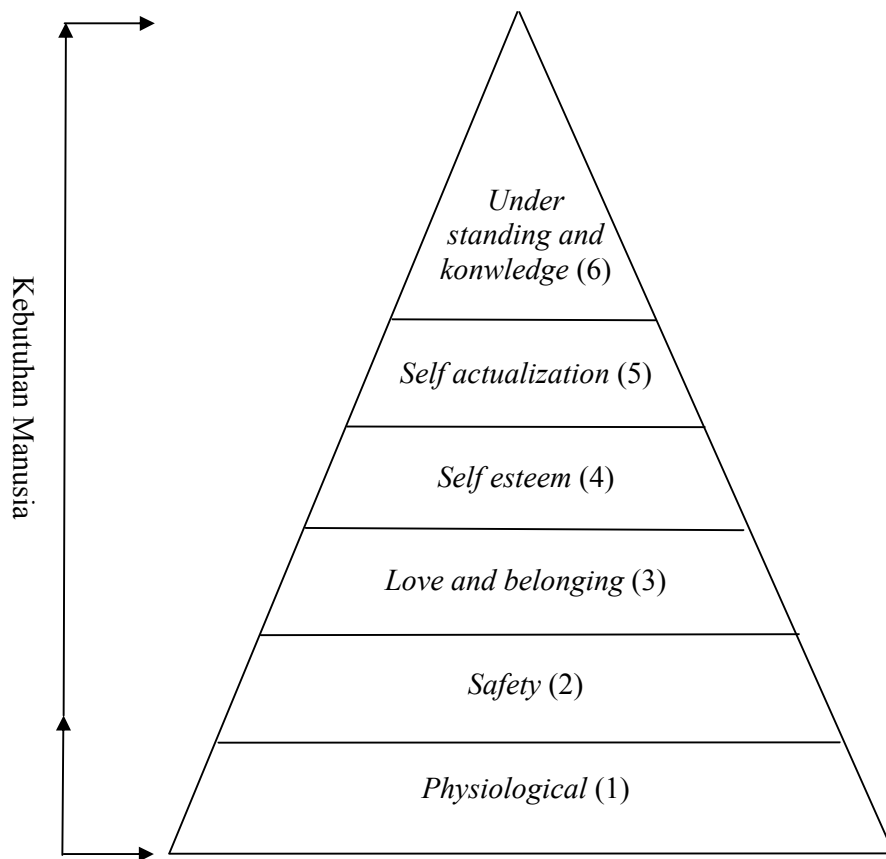 Kebutuhan Manusia
Under
standing and
konwledge (6)
Self actualization (5)
Self esteem (4)
Love and belonging (3)
Safety (2)
Physiological (1)